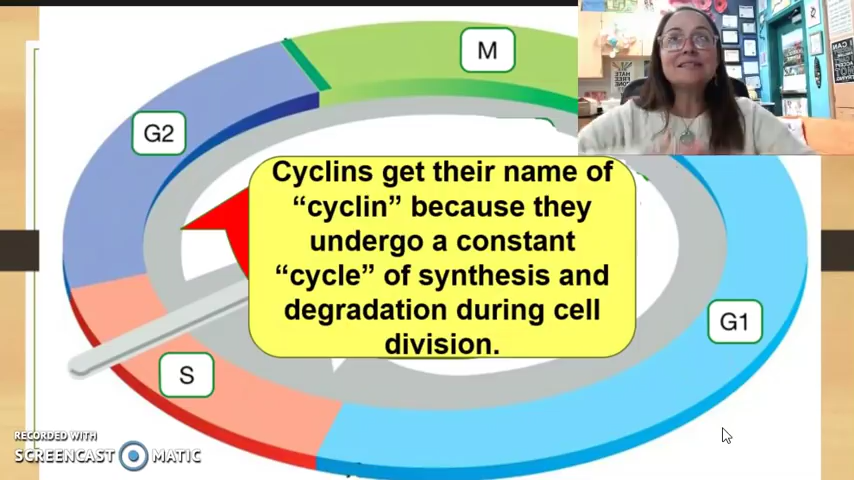 M
G2
Cyclins get their name of
“cyclin” because they
undergo a constant
“cycle” of synthesis and
degradation during cell
division.
G1
S
RECORDED WITH
SCREENCAST MATIC